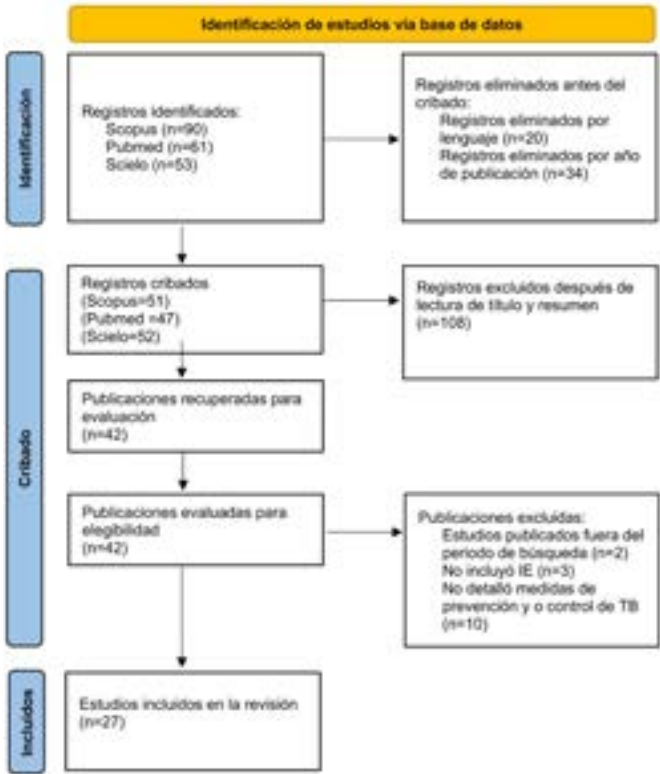 Identificación de estudios vía base de datos
Identificación
Registros identificados:
Scopus (n=90)
Pubmed (n=61)
Scielo (n=53)
Registros eliminados antes del
cribado:
Registros eliminados por
lenguaje (n=20)
Registros eliminados por año
de publicación (n=34)
Cribado
Registros cribados
(Scopus=51)
(Pubmed =47)
(Scielo=52)
Registros excluidos después de
lectura de título y resumen
(n=108)
Publicaciones recuperadas para
evaluación
(n=42)
Publicaciones evaluadas para
elegibilidad
(n=42)
Publicaciones excluidas:
Estudios publicados fuera del
periodo de búsqueda (n=2)
No incluyó IE (n=3)
No detalló medidas de
prevención y o control de TB
(n=10)
Incluidos
Estudios incluidos en la revisión
(n=27)